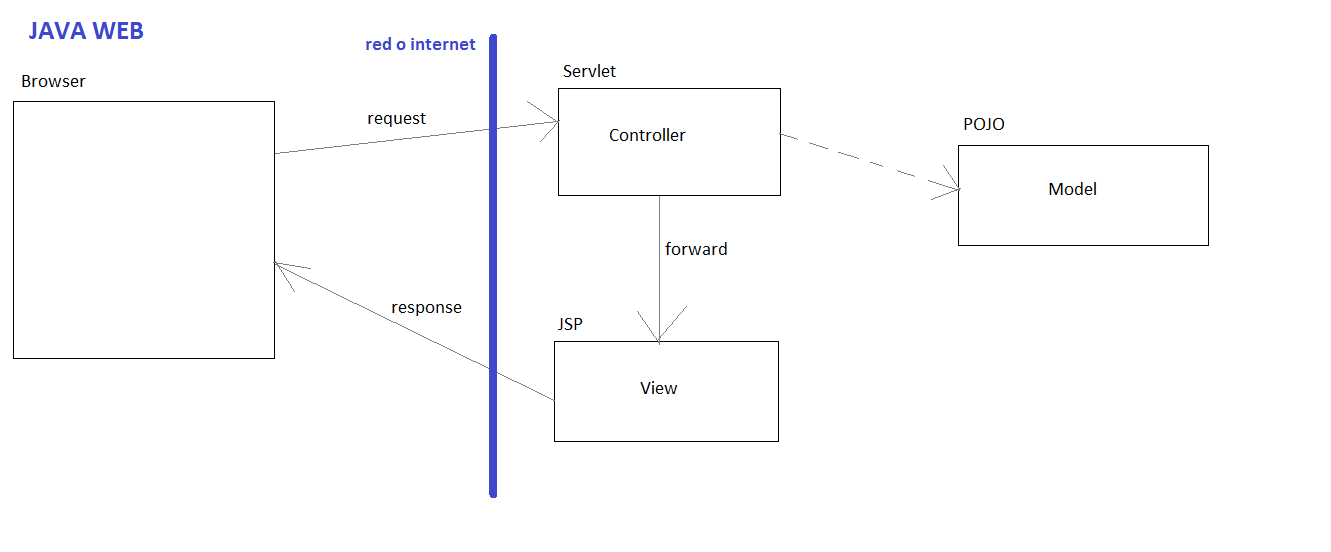 JAVA WEB
red o internet
Browser
Servlet
request
Controller
POJO
Model
forward
response
JSP
View